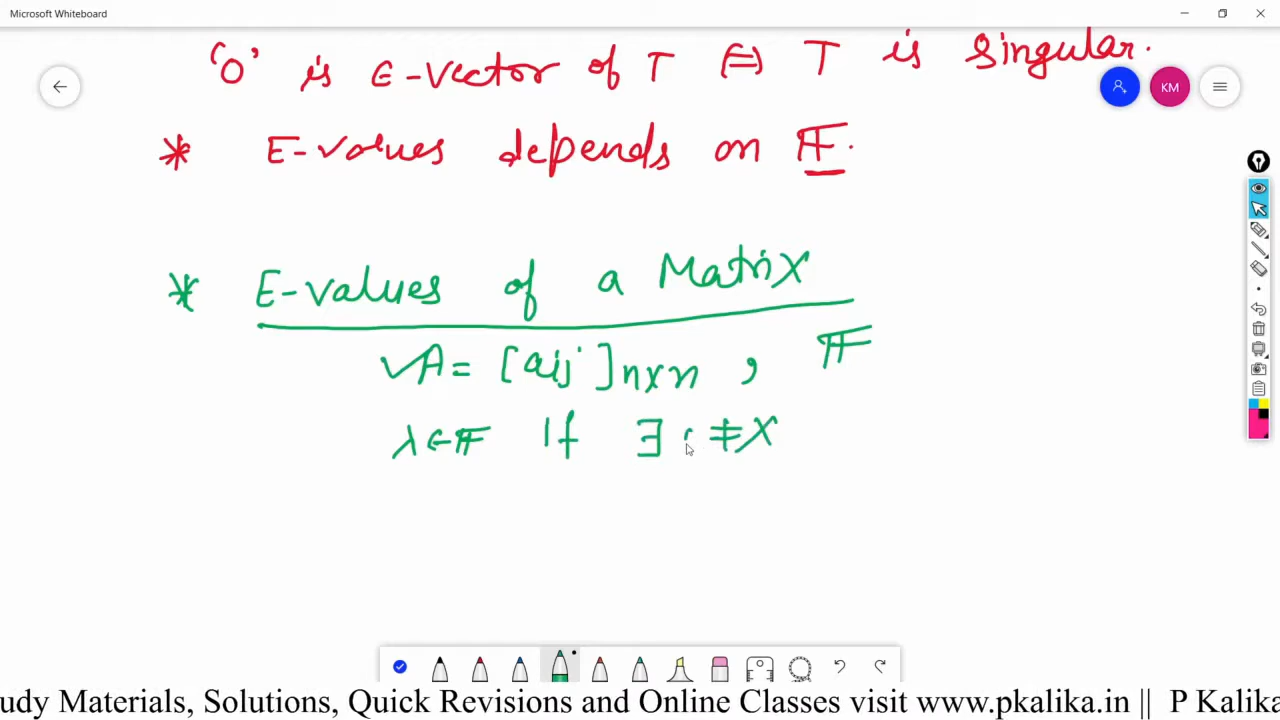 Microsoft Whiteboard
'0' is E-vector of T ⇔ T is singular.
KM
* E-values depends on 𝔽.
* E-values of a Matrix
✓A = [aij]n×n , 𝔽
λ∈𝔽 If ∃ ≠X
udy Materials, Solutions, Quick Revisions and Online Classes visit www.pkalika.in || P Kalika